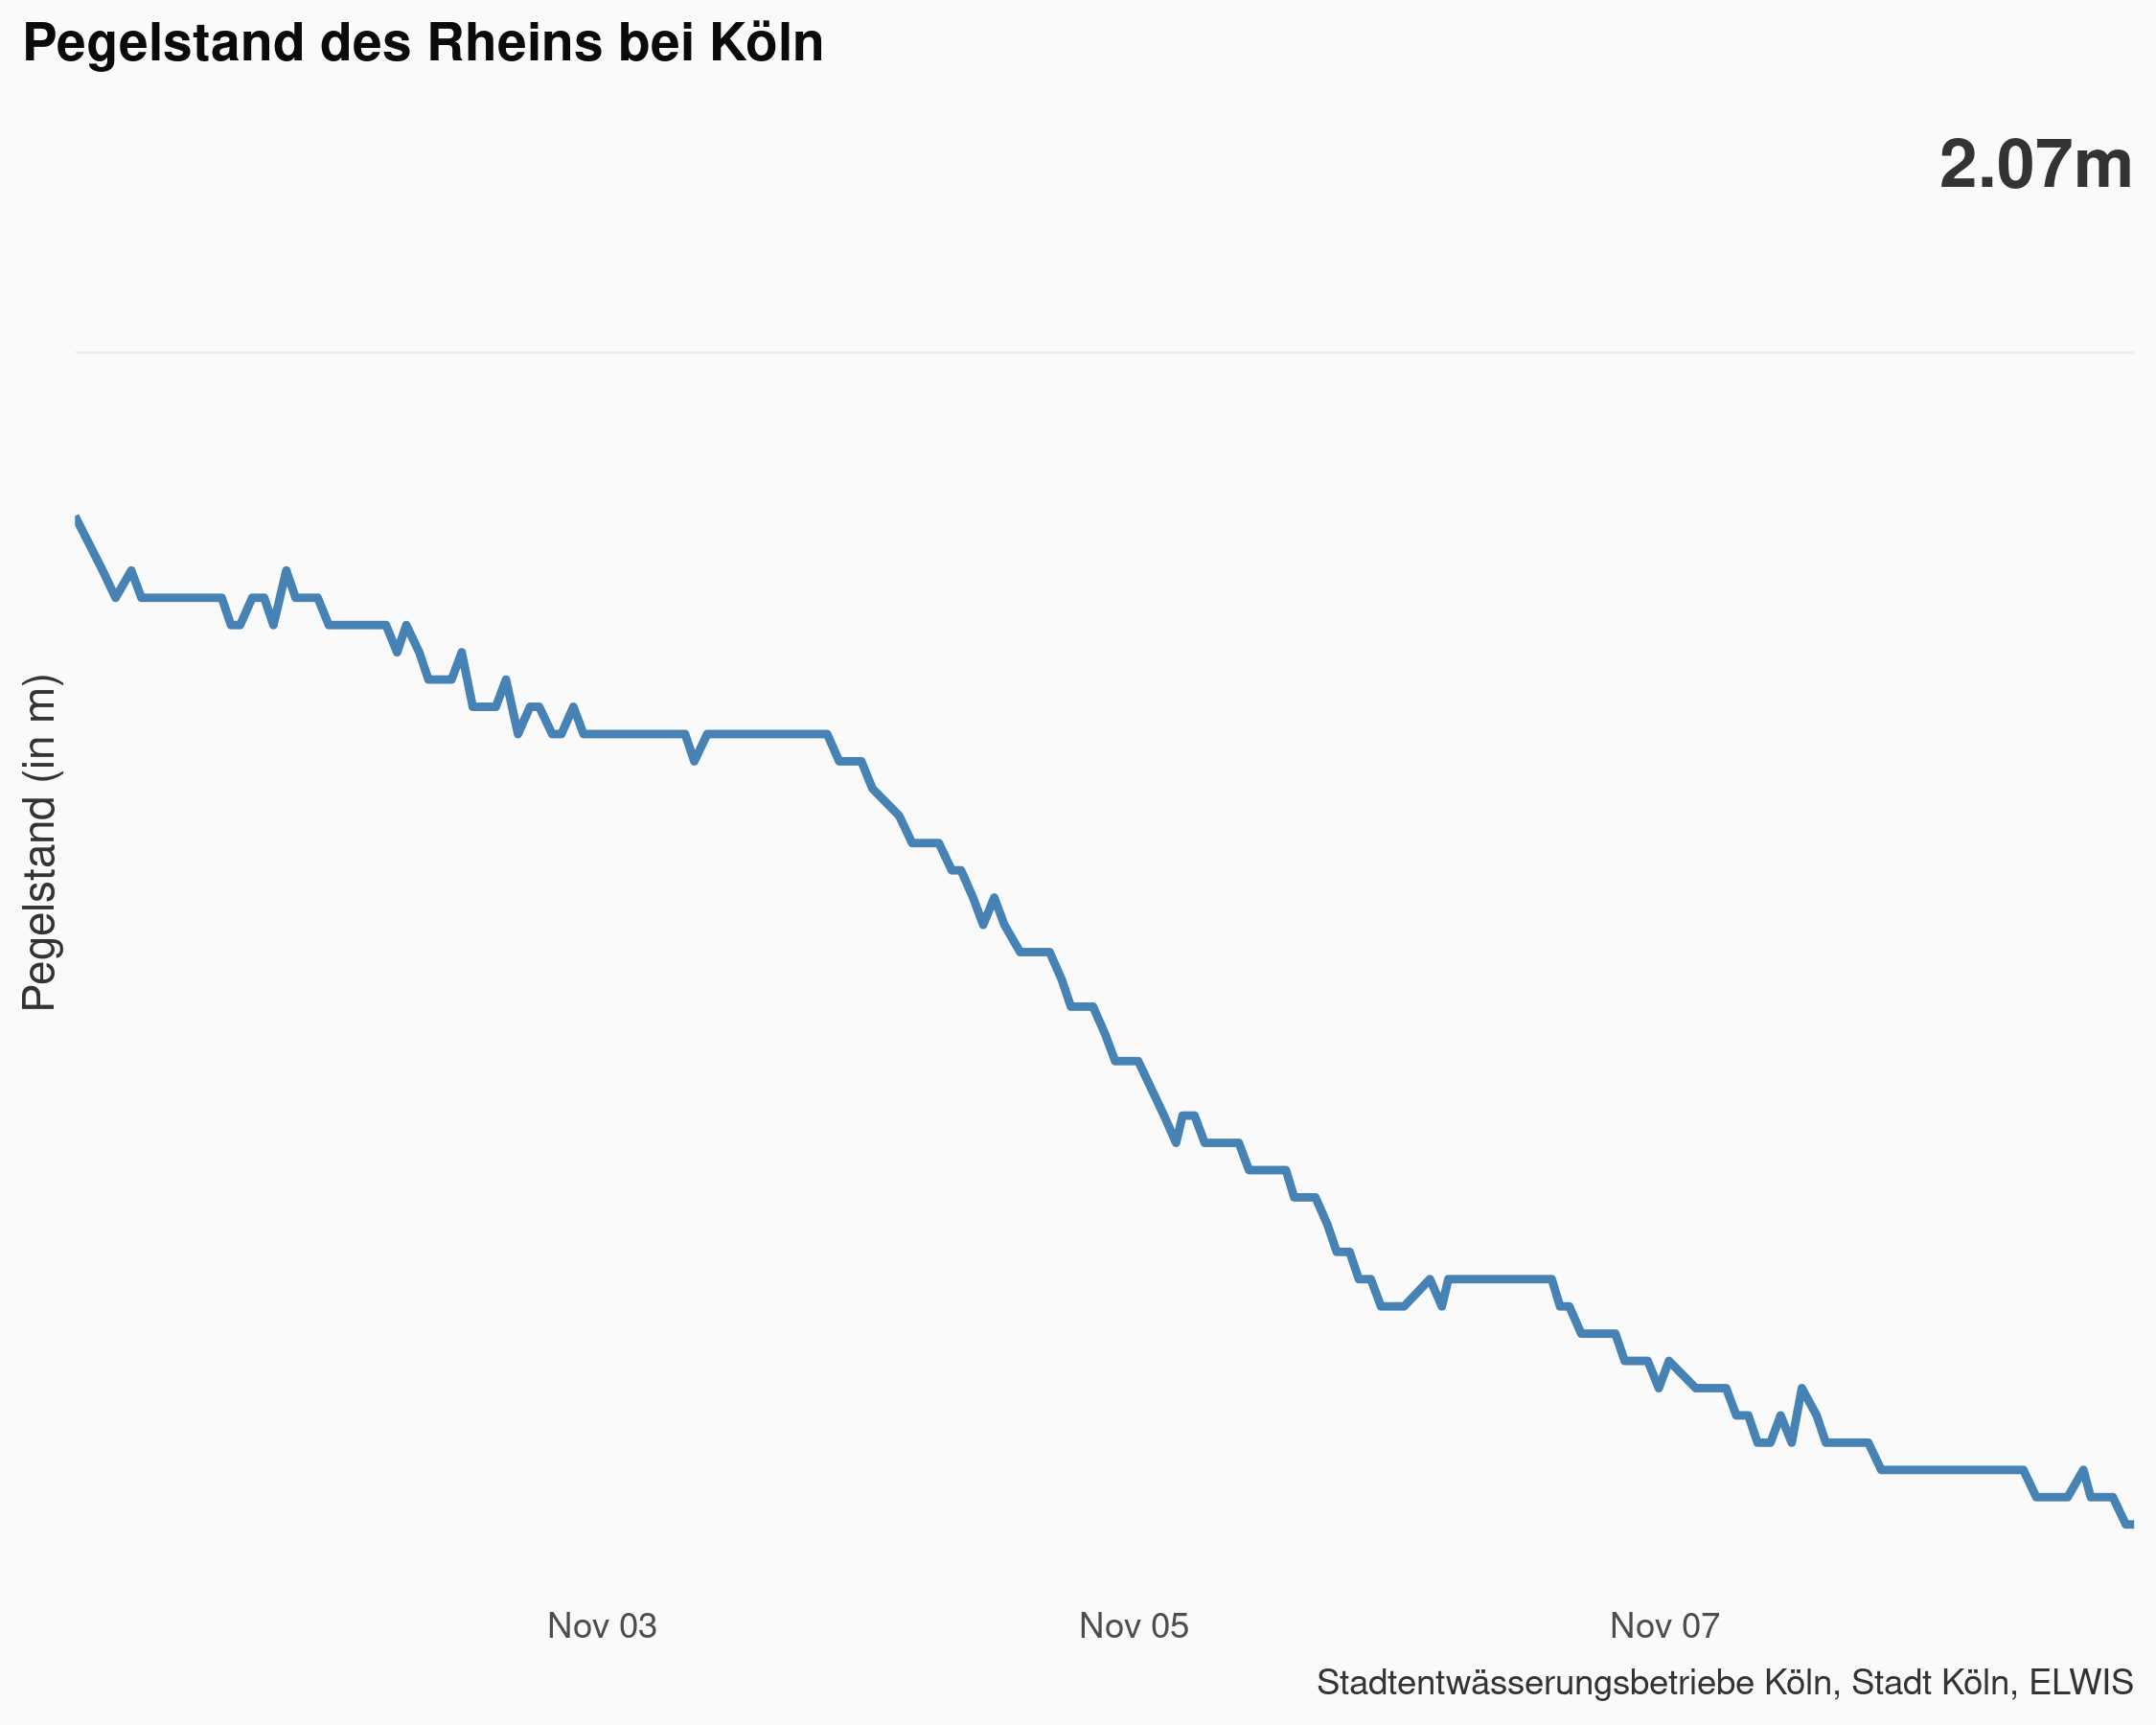 Pegelstand des Rheins bei Köln
2.07m
Pegelstand (in m)
Nov 03
Nov 05
Nov 07
Stadtentwässerungsbetriebe Köln, Stadt Köln, ELWIS